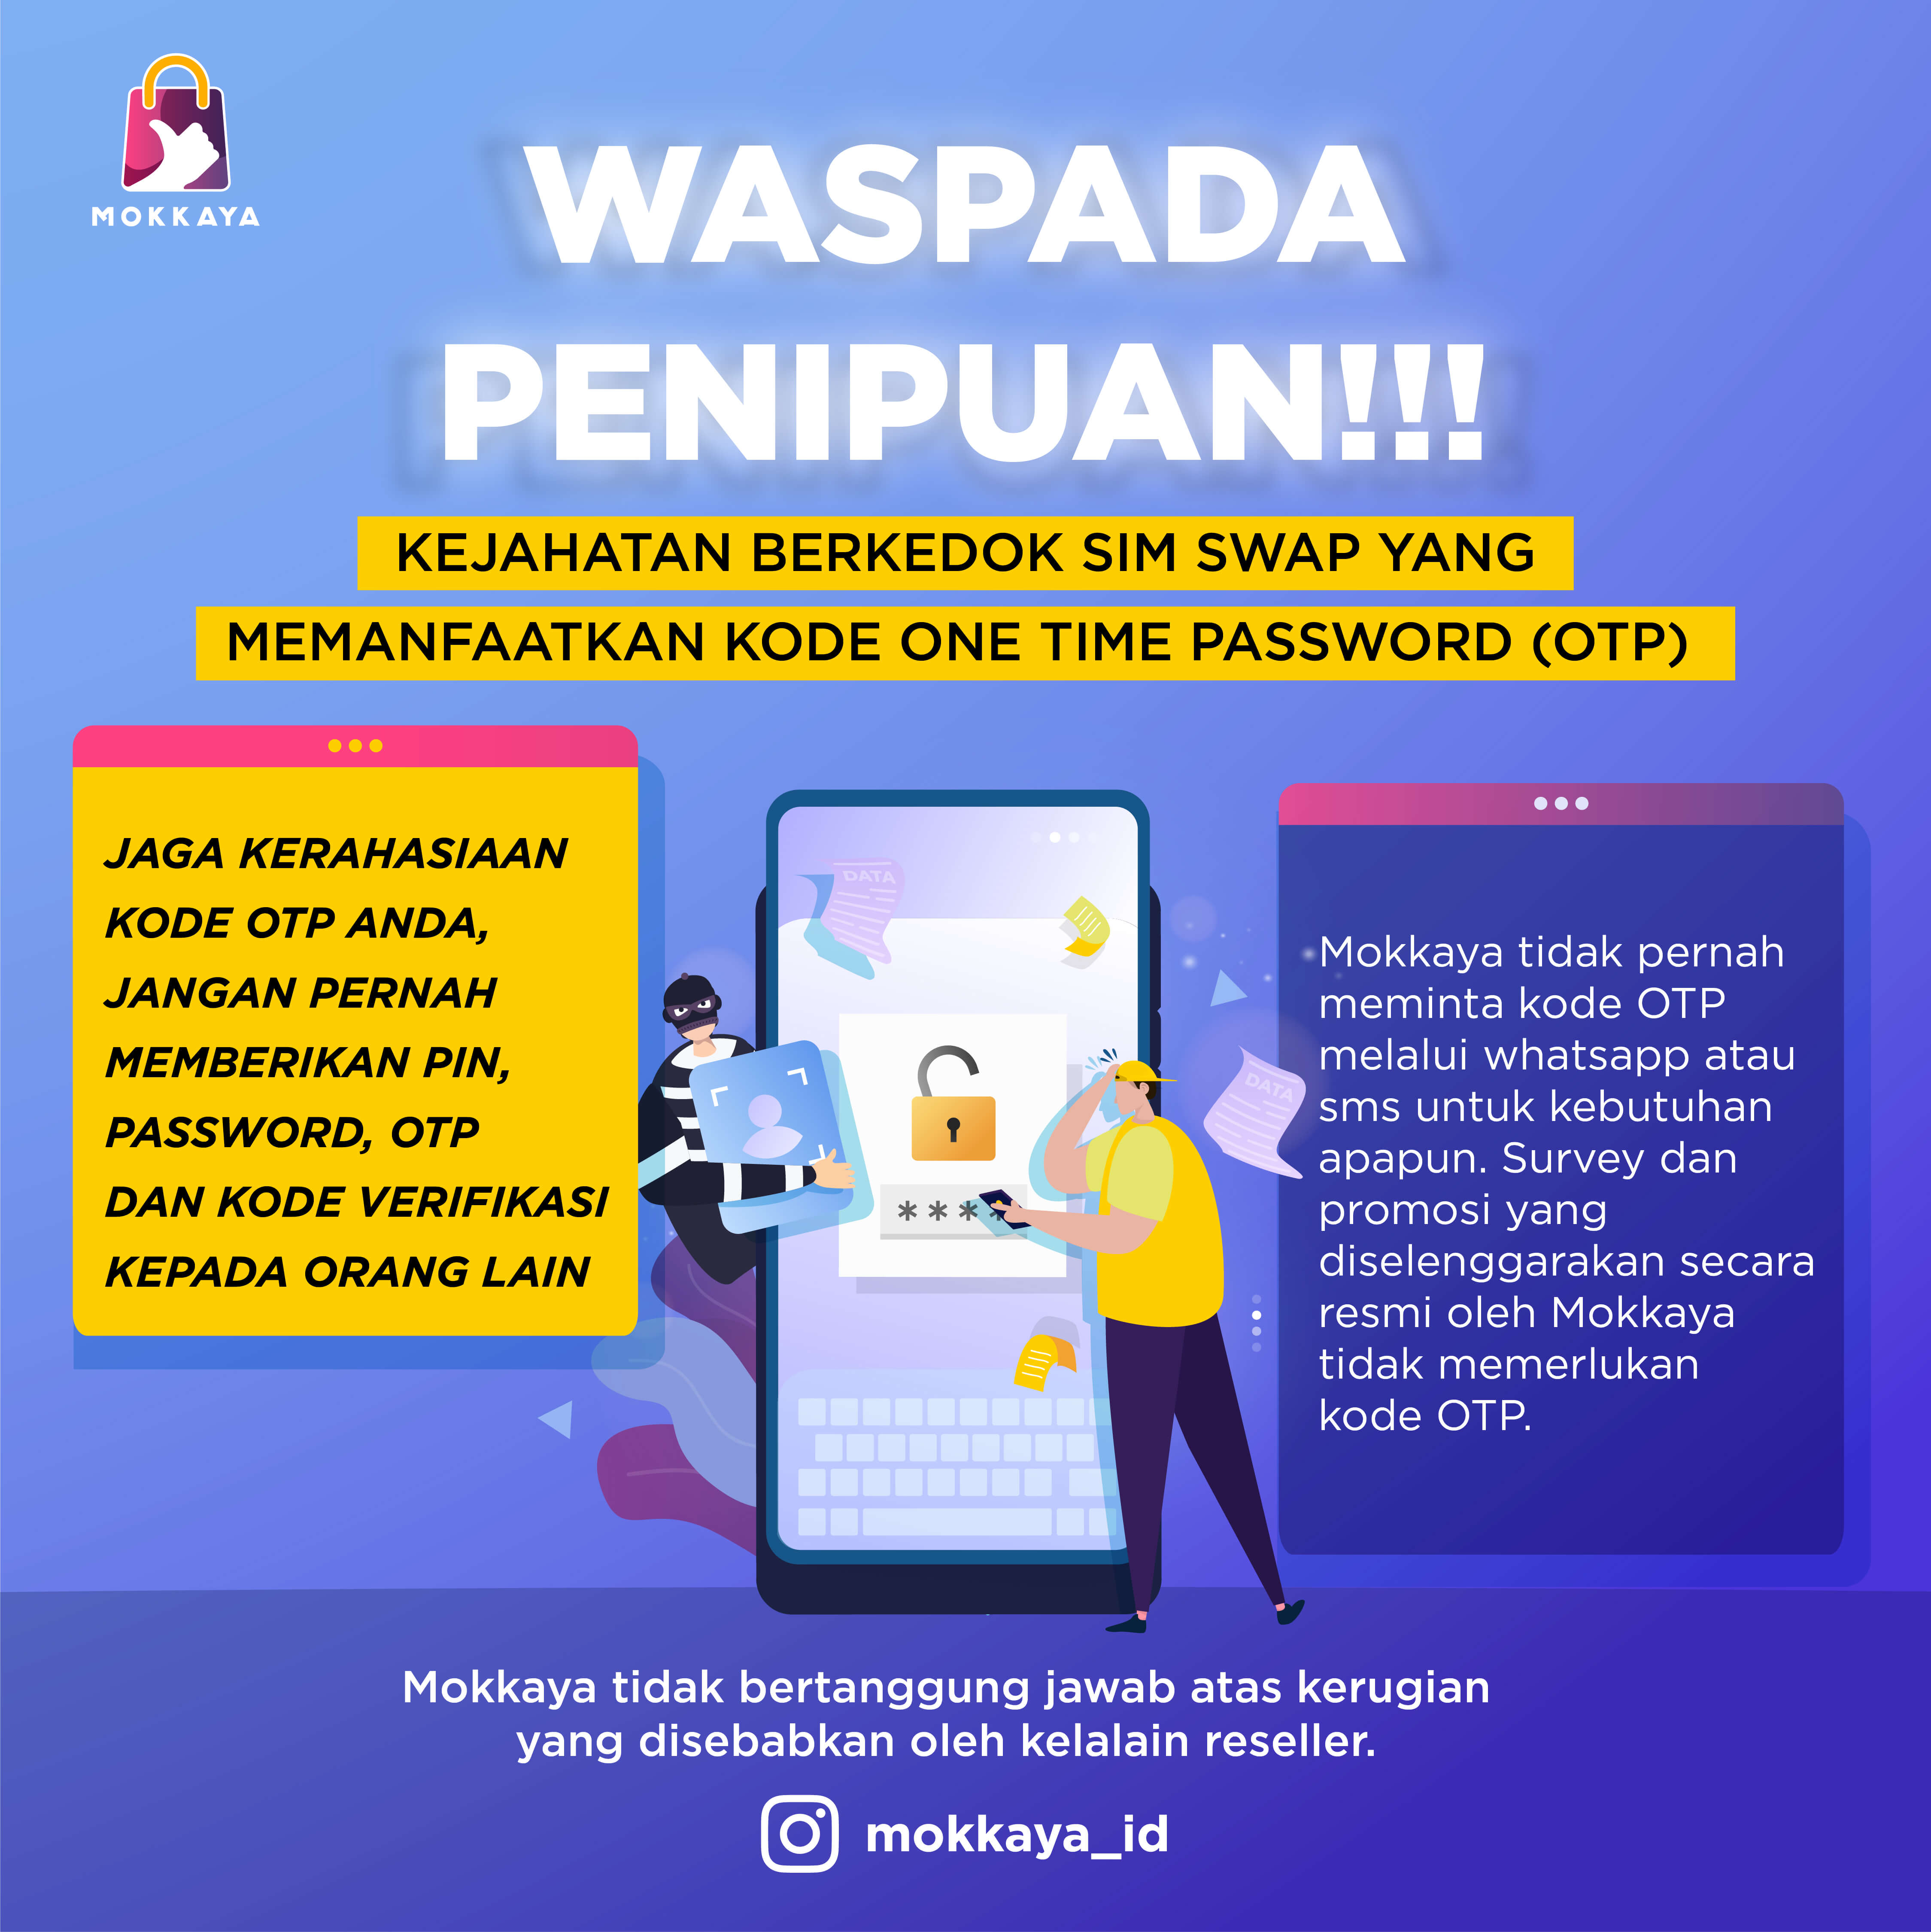 MOKKAYA
WASPADA
PENIPUAN!!!
KEJAHATAN BERKEDOK SIM SWAP YANG
MEMANFAATKAN KODE ONE TIME PASSWORD (OTP)
JAGA KERAHASIAAN
KODE OTP ANDA,
JANGAN PERNAH
MEMBERIKAN PIN,
PASSWORD, OTP
DAN KODE VERIFIKASI
KEPADA ORANG LAIN
DATA
****
DATA
Mokkaya tidak pernah
meminta kode OTP
melalui whatsapp atau
sms untuk kebutuhan
apapun. Survey dan
promosi yang
diselenggarakan secara
resmi oleh Mokkaya
tidak memerlukan
kode OTP.
Mokkaya tidak bertanggung jawab atas kerugian
yang disebabkan oleh kelalain reseller.
mokkaya_id